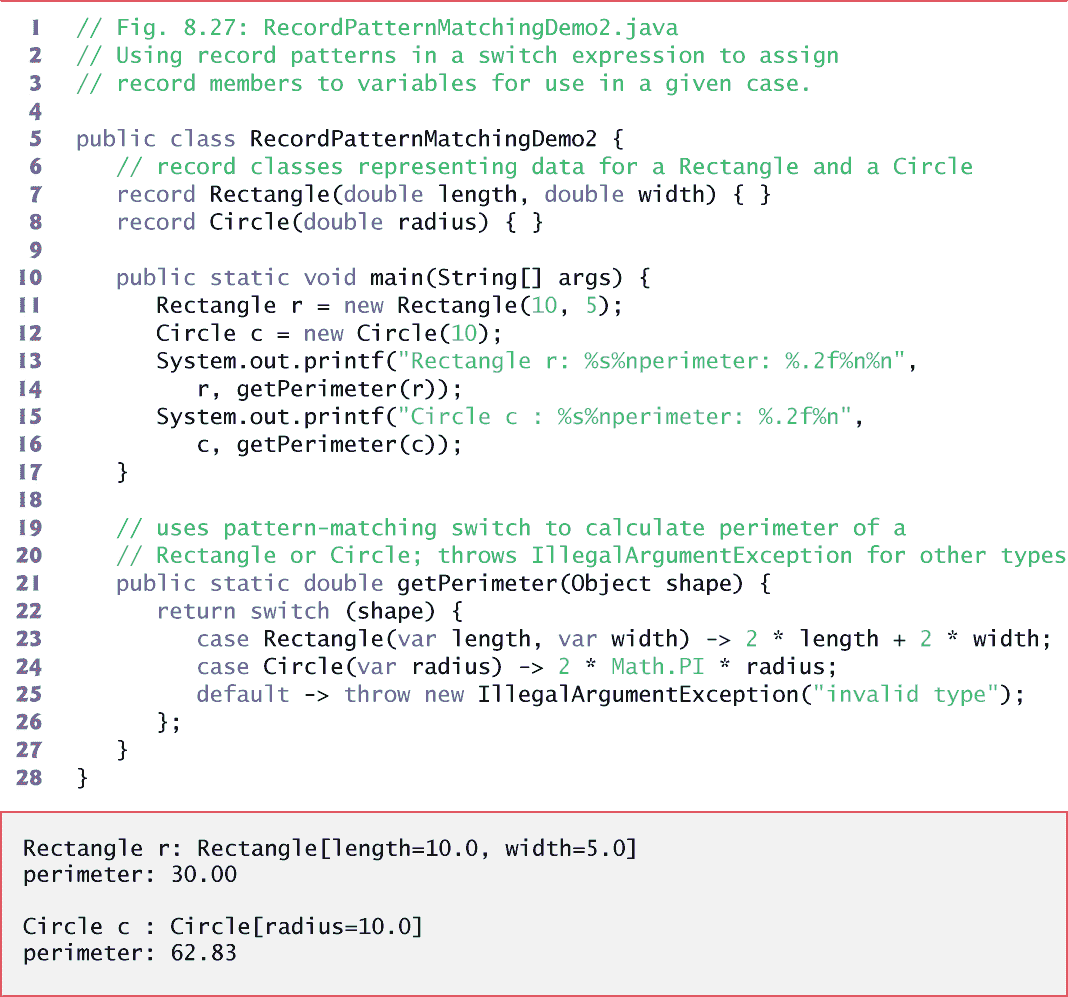 1 // Fig. 8.27: RecordPatternMatchingDemo2.java
2 // Using record patterns in a switch expression to assign
3 // record members to variables for use in a given case.
4
5 public class RecordPatternMatchingDemo2 {
6    // record classes representing data for a Rectangle and a Circle
7    record Rectangle(double length, double width) { }
8    record Circle(double radius) { }
9
10    public static void main(String[] args) {
11       Rectangle r = new Rectangle(10, 5);
12       Circle c = new Circle(10);
13       System.out.printf("Rectangle r: %s%nperimeter: %.2f%n%n",
14          r, getPerimeter(r));
15       System.out.printf("Circle c : %s%nperimeter: %.2f%n",
16          c, getPerimeter(c));
17    }
18
19    // uses pattern-matching switch to calculate perimeter of a
20    // Rectangle or Circle; throws IllegalArgumentException for other types
21    public static double getPerimeter(Object shape) {
22       return switch (shape) {
23          case Rectangle(var length, var width) -> 2 * length + 2 * width;
24          case Circle(var radius) -> 2 * Math.PI * radius;
25          default -> throw new IllegalArgumentException("invalid type");
26       };
27    }
28 }
Rectangle r: Rectangle[length=10.0, width=5.0]
perimeter: 30.00
Circle c : Circle[radius=10.0]
perimeter: 62.83